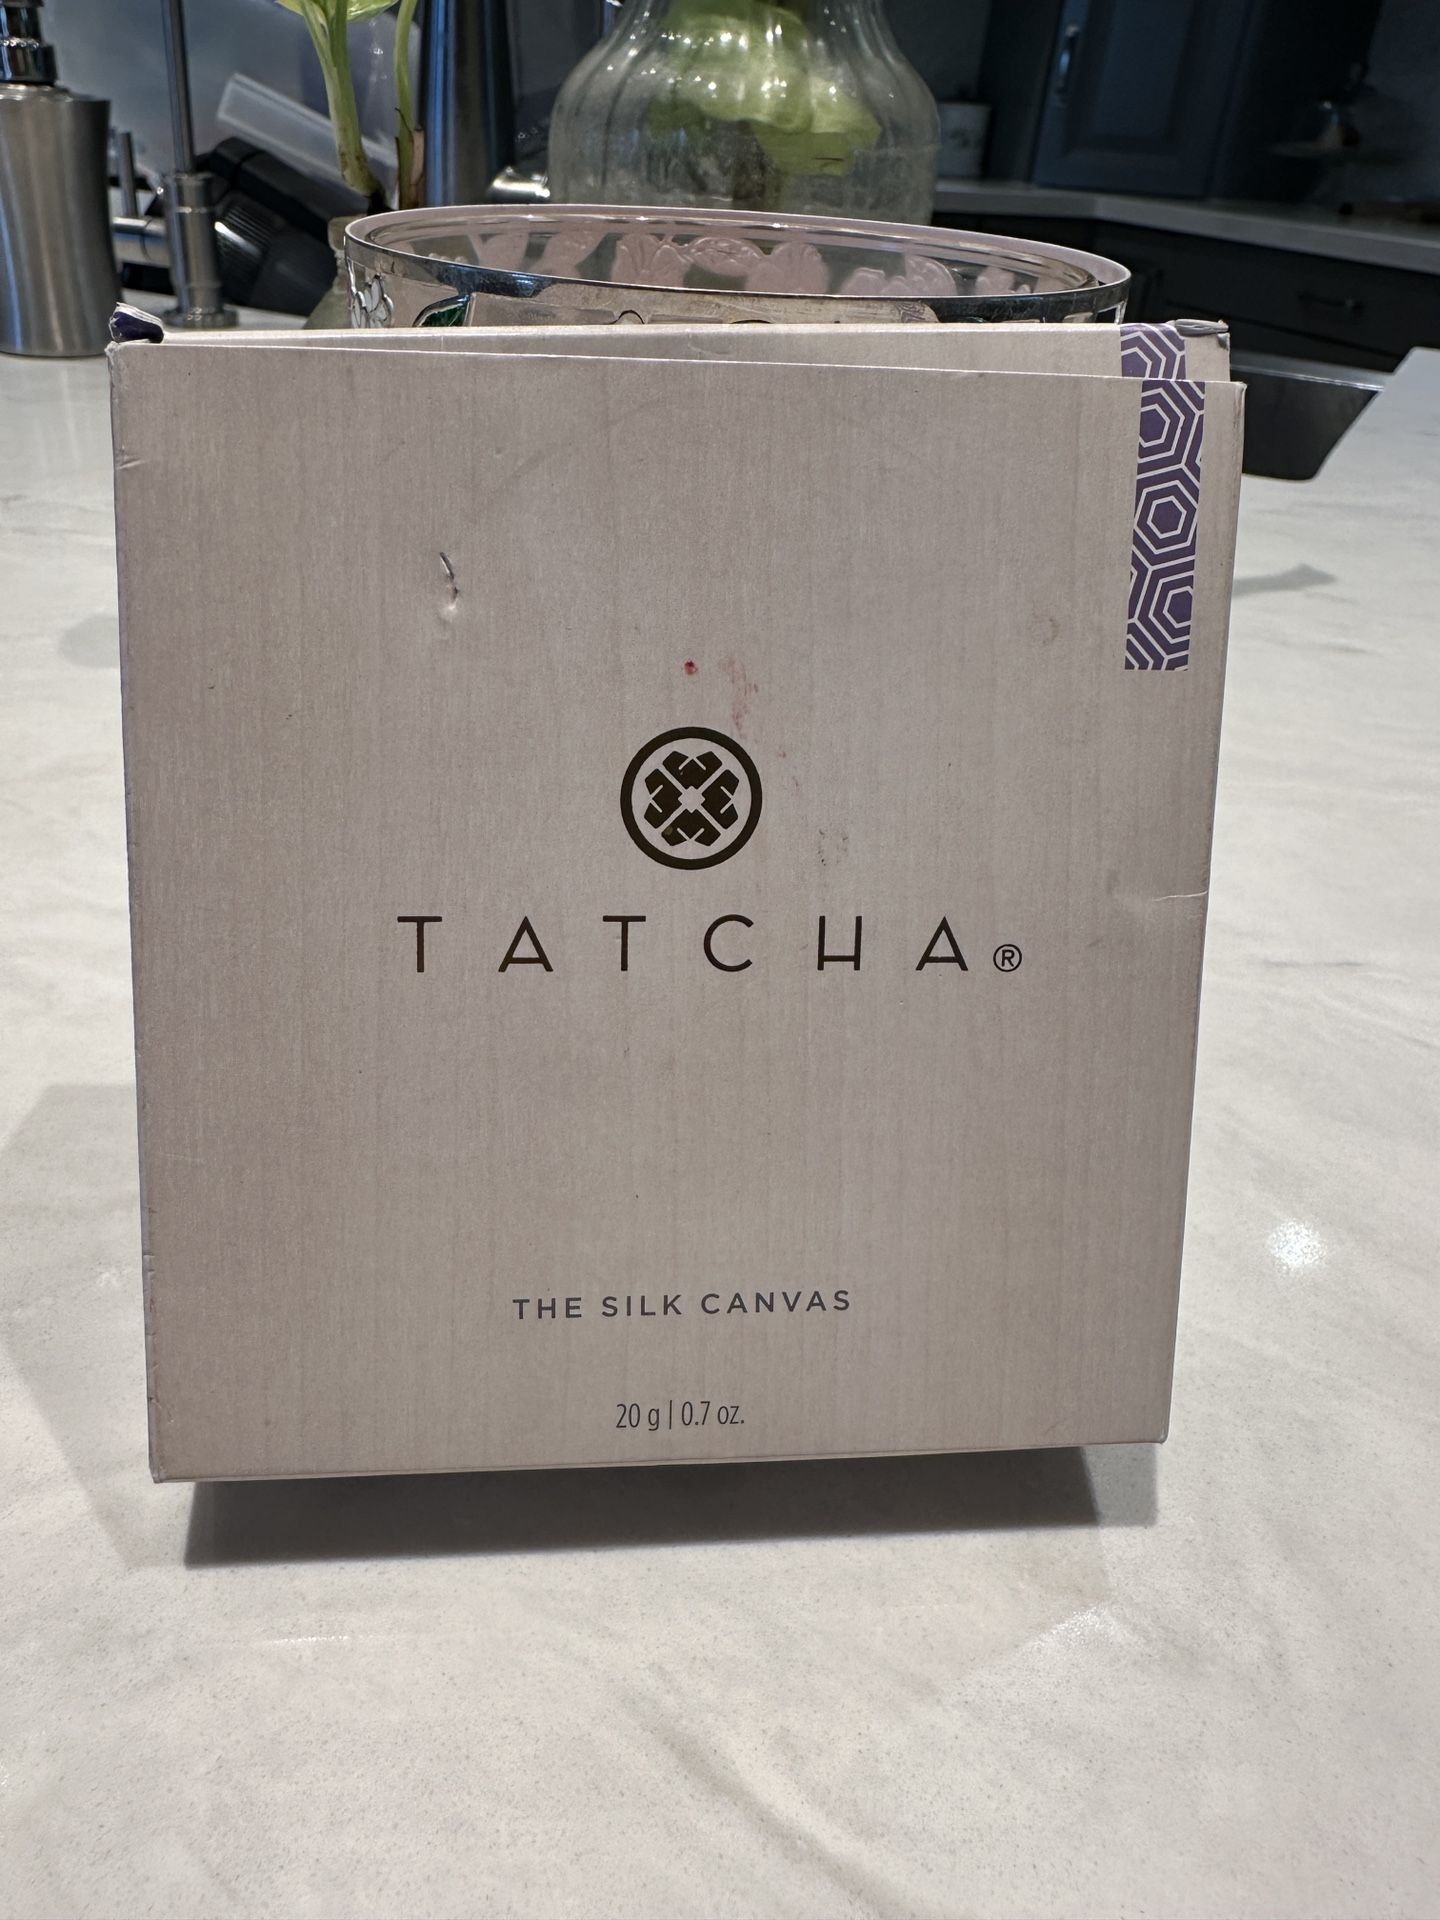 TATCHA®
THE SILK CANVAS
20 g | 0.7 oz.